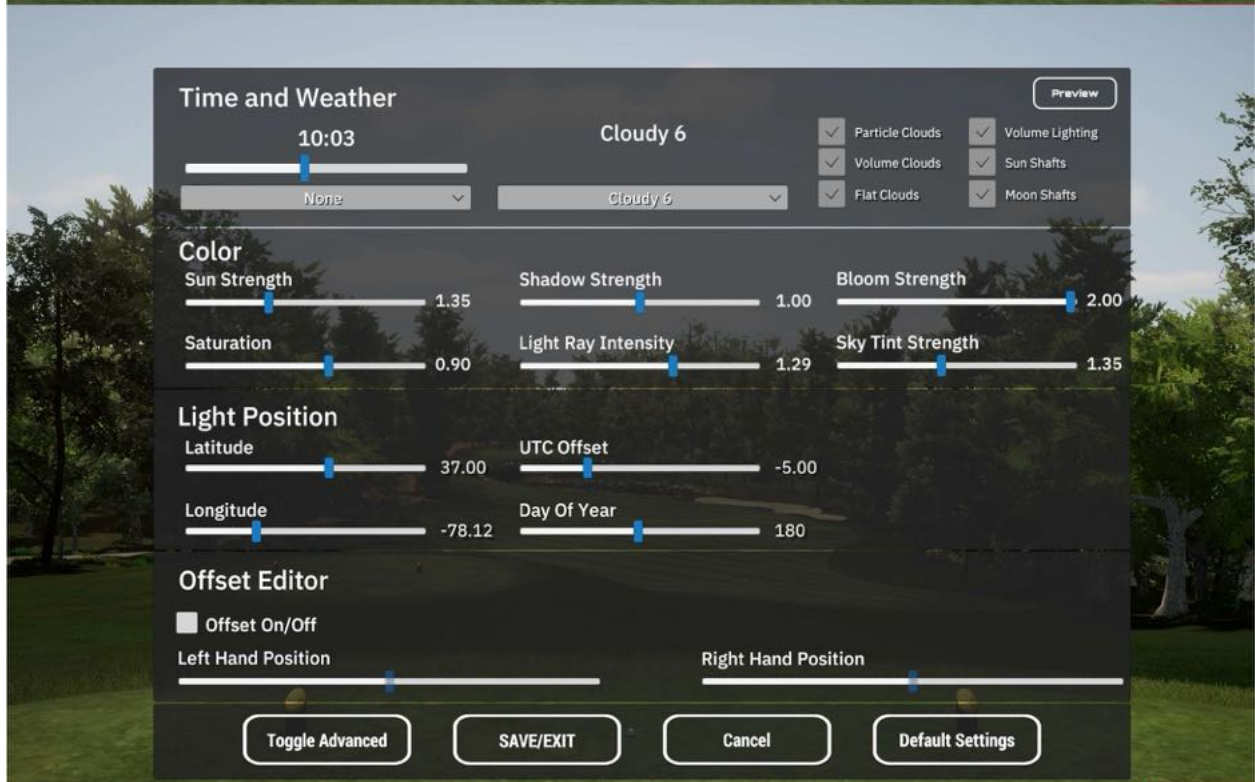 Time and Weather
Preview
10:03
Cloudy 6
Particle Clouds
Volume Lighting
Volume Clouds
Sun Shafts
None
Cloudy 6
Flat Clouds
Moon Shafts
Color
Sun Strength
1.35
Shadow Strength
1.00
Bloom Strength
2.00
Saturation
0.90
Light Ray Intensity
1.29
Sky Tint Strength
1.35
Light Position
Latitude
37.00
UTC Offset
-5.00
Longitude
-78.12
Day Of Year
180
Offset Editor
Offset On/Off
Left Hand Position
Right Hand Position
Toggle Advanced
SAVE/EXIT
Cancel
Default Settings